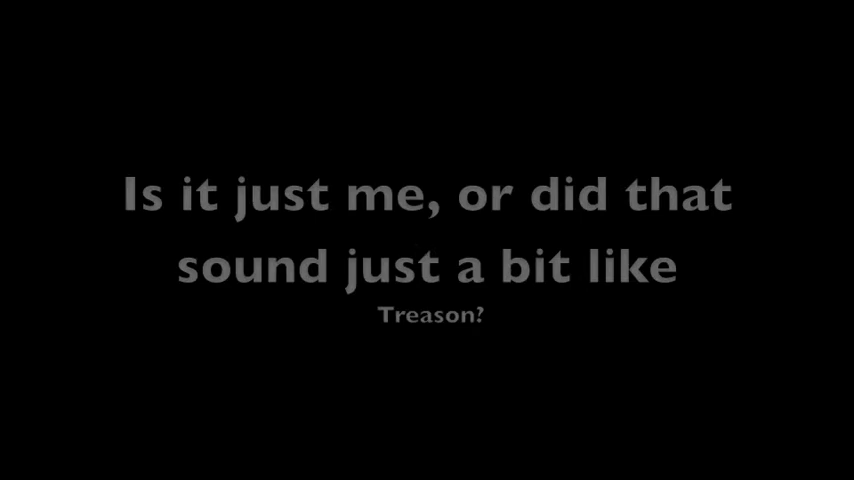 Is it just me, or did that
sound just a bit like
Treason?